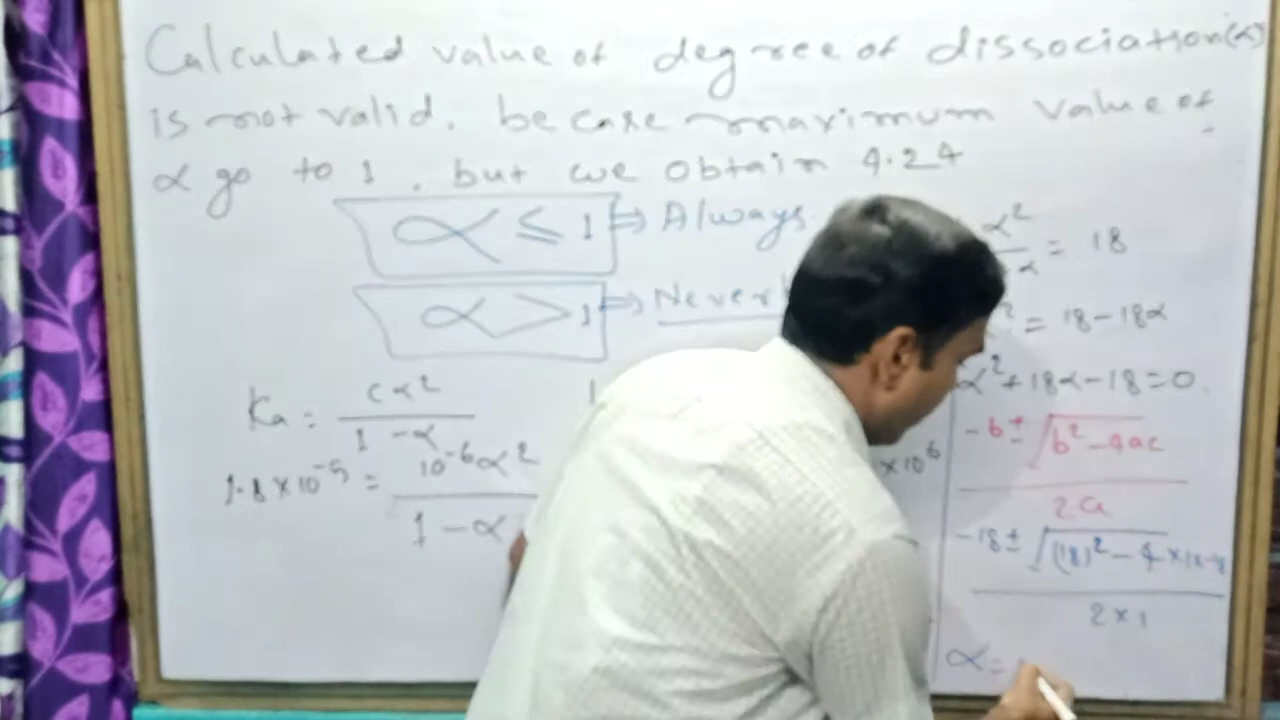 Calculated value of degree of dissociation(α)
is not valid. becase maximum value of
α go to 1. but we obtain 4.24
α ≤ 1 ⇒ Always
α > 1 ⇒ Never
Ka = cα² / 1 - α
1.8 × 10⁻⁵ = 10⁻⁶α² / 1 - α
×10⁶
α² / α = 18
² = 18 - 18α
α² + 18α - 18 = 0
-b ± √b² - 4ac / 2a
-18 ± √(18)² - 4 × 1 × -18 / 2 × 1
α =